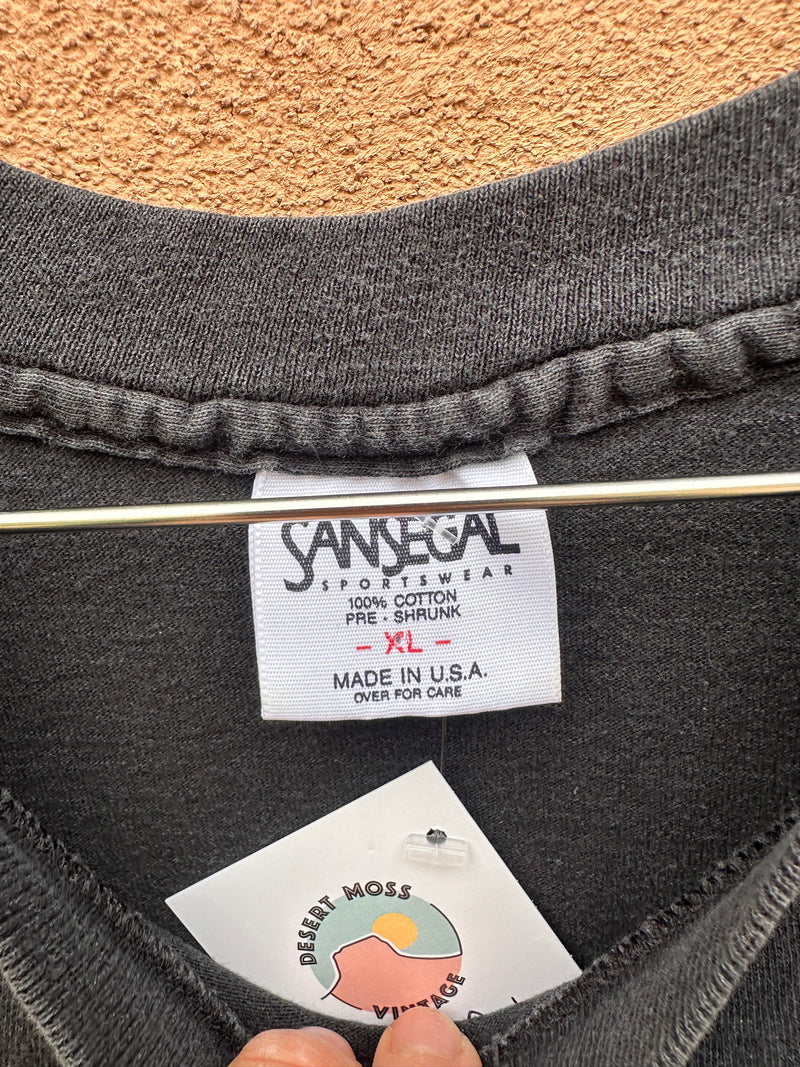 SANSEGAL
SPORTSWEAR
100% COTTON
PRE - SHRUNK
- XL -
MADE IN U.S.A.
OVER FOR CARE
DESERT MOSS
VINTAGE